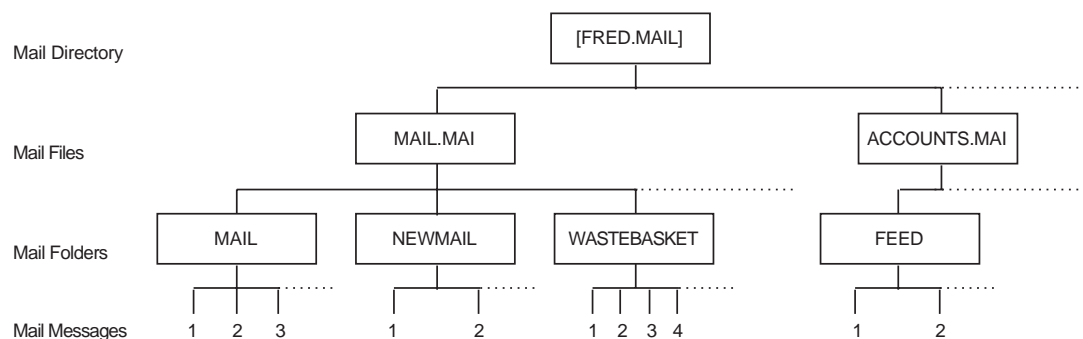 Mail Directory
[FRED.MAIL]
Mail Files
MAIL.MAI
ACCOUNTS.MAI
Mail Folders
MAIL
NEWMAIL
WASTEBASKET
FEED
Mail Messages
1 2 3
1 2
1 2 3 4
1 2